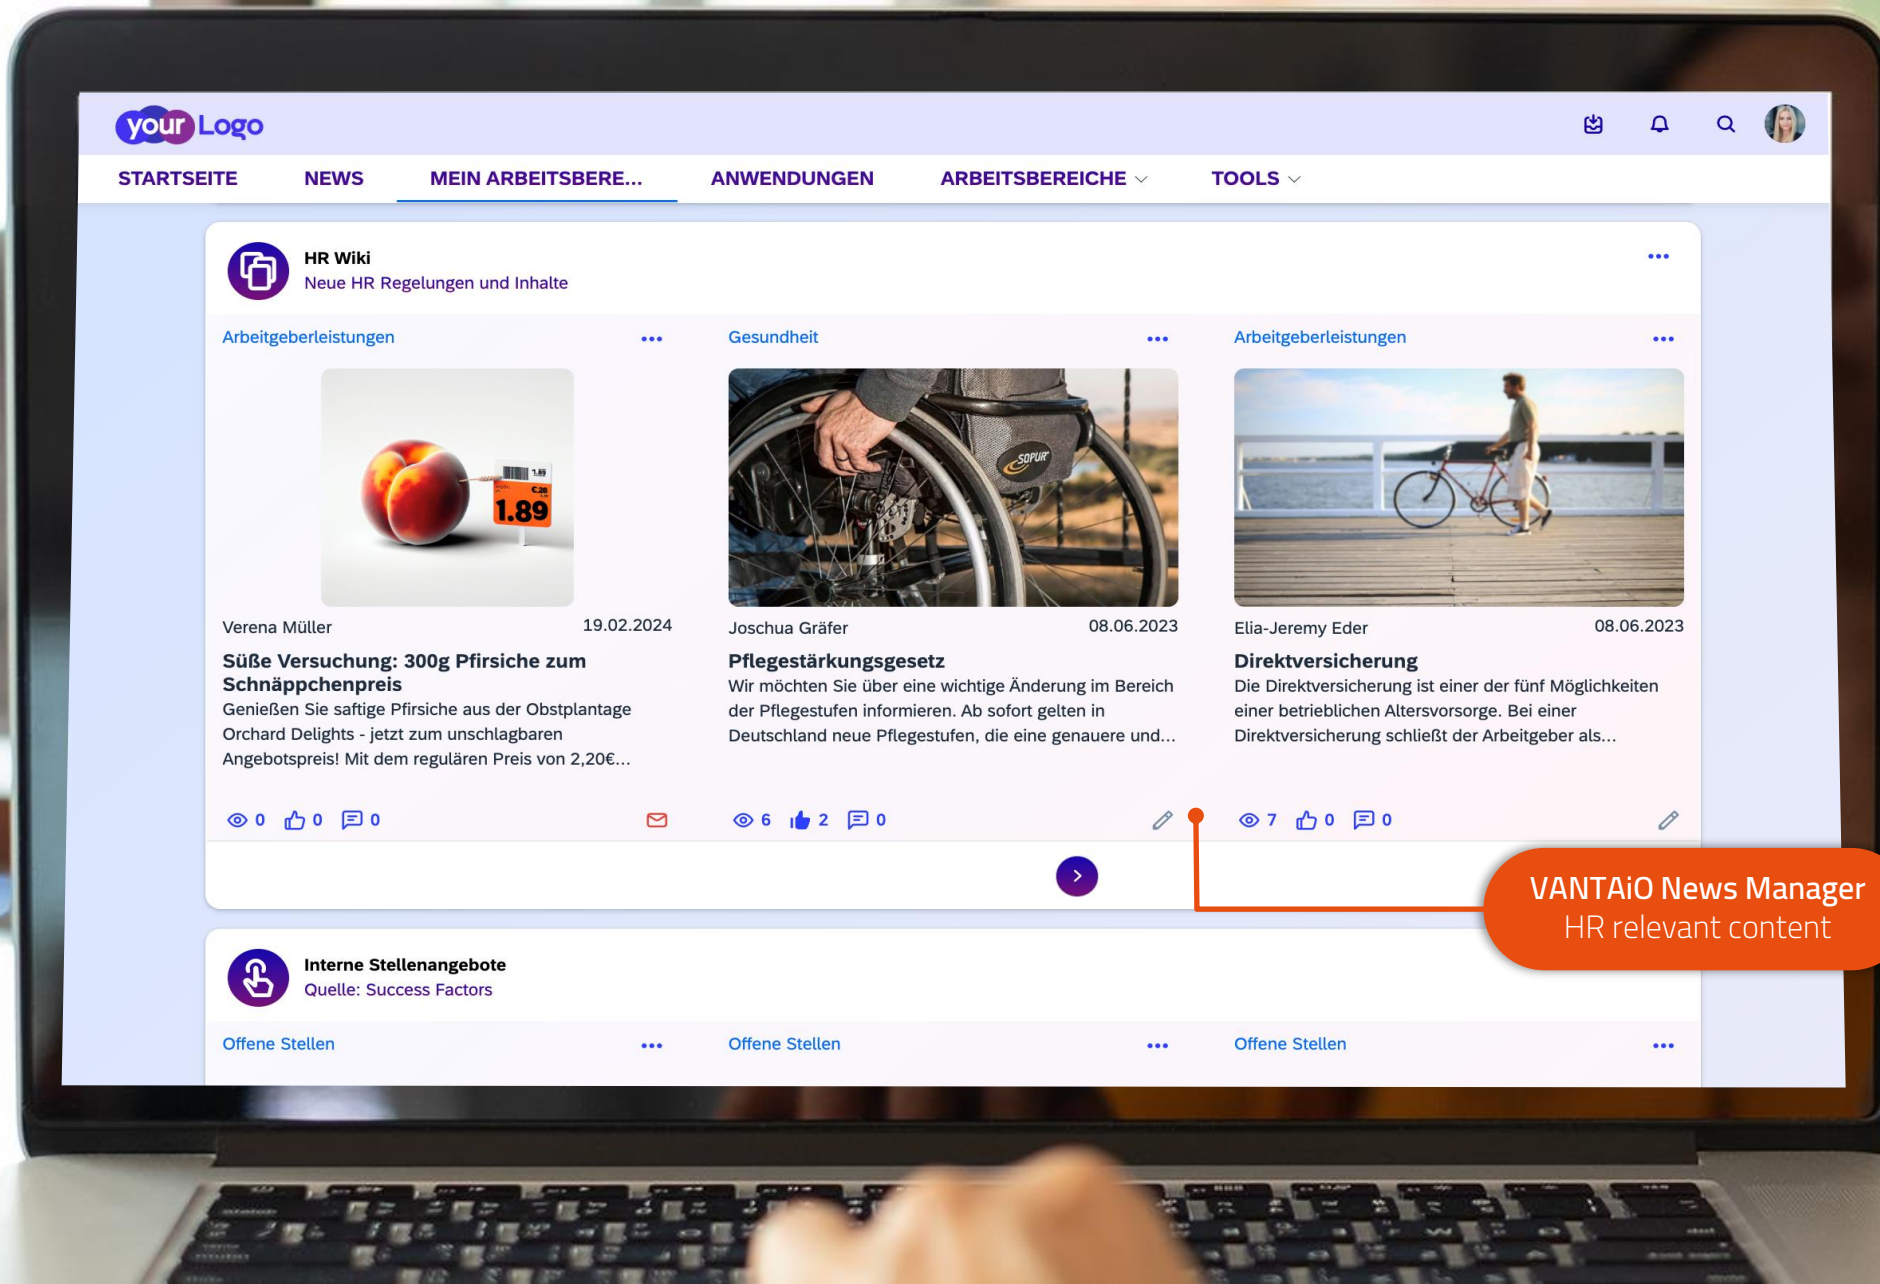 your Logo
STARTSEITE NEWS MEIN ARBEITSBERE... ANWENDUNGEN ARBEITSBEREICHE TOOLS
HR Wiki
Neue HR Regelungen und Inhalte
Arbeitgeberleistungen
1.89
1.89
Verena Müller 19.02.2024
Süße Versuchung: 300g Pfirsiche zum
Schnäppchenpreis
Genießen Sie saftige Pfirsiche aus der Obstplantage
Orchard Delights - jetzt zum unschlagbaren
Angebotspreis! Mit dem regulären Preis von 2,20€...
0 0 0
Gesundheit
SOPUR
Joschua Gräfer 08.06.2023
Pflegestärkungsgesetz
Wir möchten Sie über eine wichtige Änderung im Bereich
der Pflegestufen informieren. Ab sofort gelten in
Deutschland neue Pflegestufen, die eine genauere und...
6 2 0
Arbeitgeberleistungen
Elia-Jeremy Eder 08.06.2023
Direktversicherung
Die Direktversicherung ist einer der fünf Möglichkeiten
einer betrieblichen Altersvorsorge. Bei einer
Direktversicherung schließt der Arbeitgeber als...
7 0 0
VANTAiO News Manager
HR relevant content
Interne Stellenangebote
Quelle: Success Factors
Offene Stellen
Offene Stellen
Offene Stellen